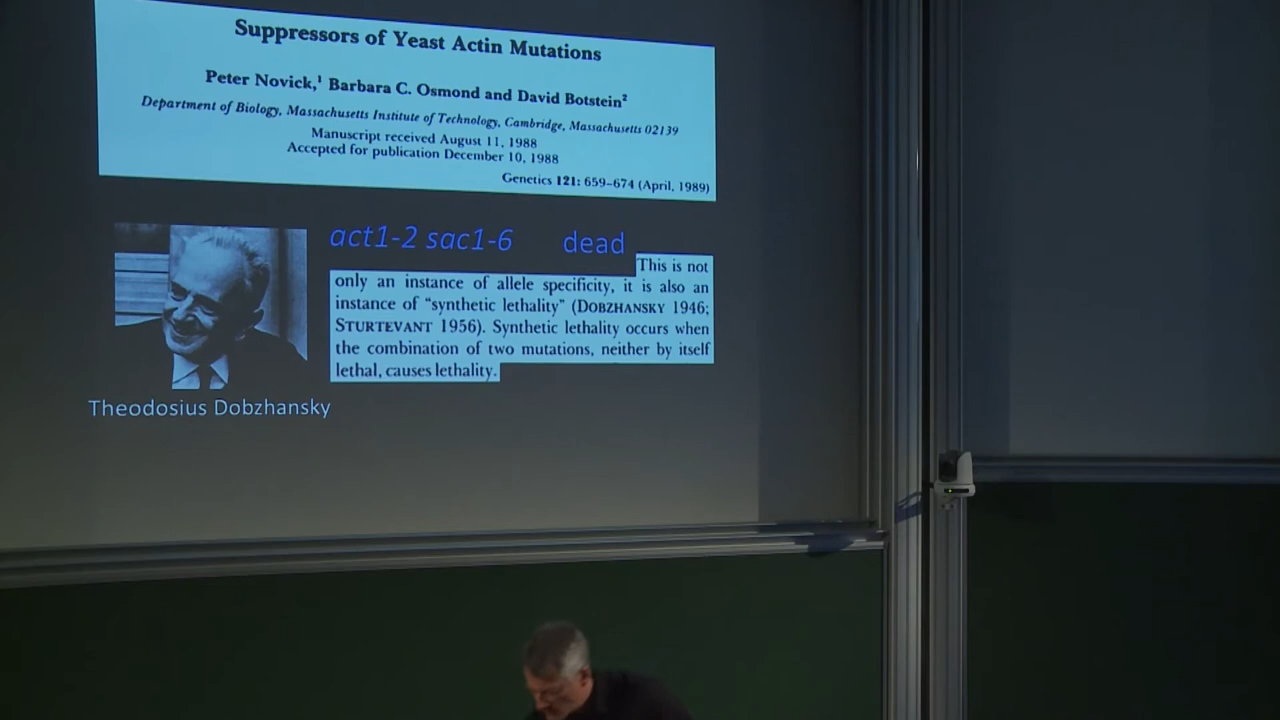 Suppressors of Yeast Actin Mutations
Peter Novick,¹ Barbara C. Osmond and David Botstein²
Department of Biology, Massachusetts Institute of Technology, Cambridge, Massachusetts 02139
Manuscript received August 11, 1988
Accepted for publication December 10, 1988
Genetics 121: 659–674 (April, 1989)
act1-2 sac1-6 dead
This is not
only an instance of allele specificity, it is also an
instance of “synthetic lethality” (DOBZHANSKY 1946;
STURTEVANT 1956). Synthetic lethality occurs when
the combination of two mutations, neither by itself
lethal, causes lethality.
Theodosius Dobzhansky